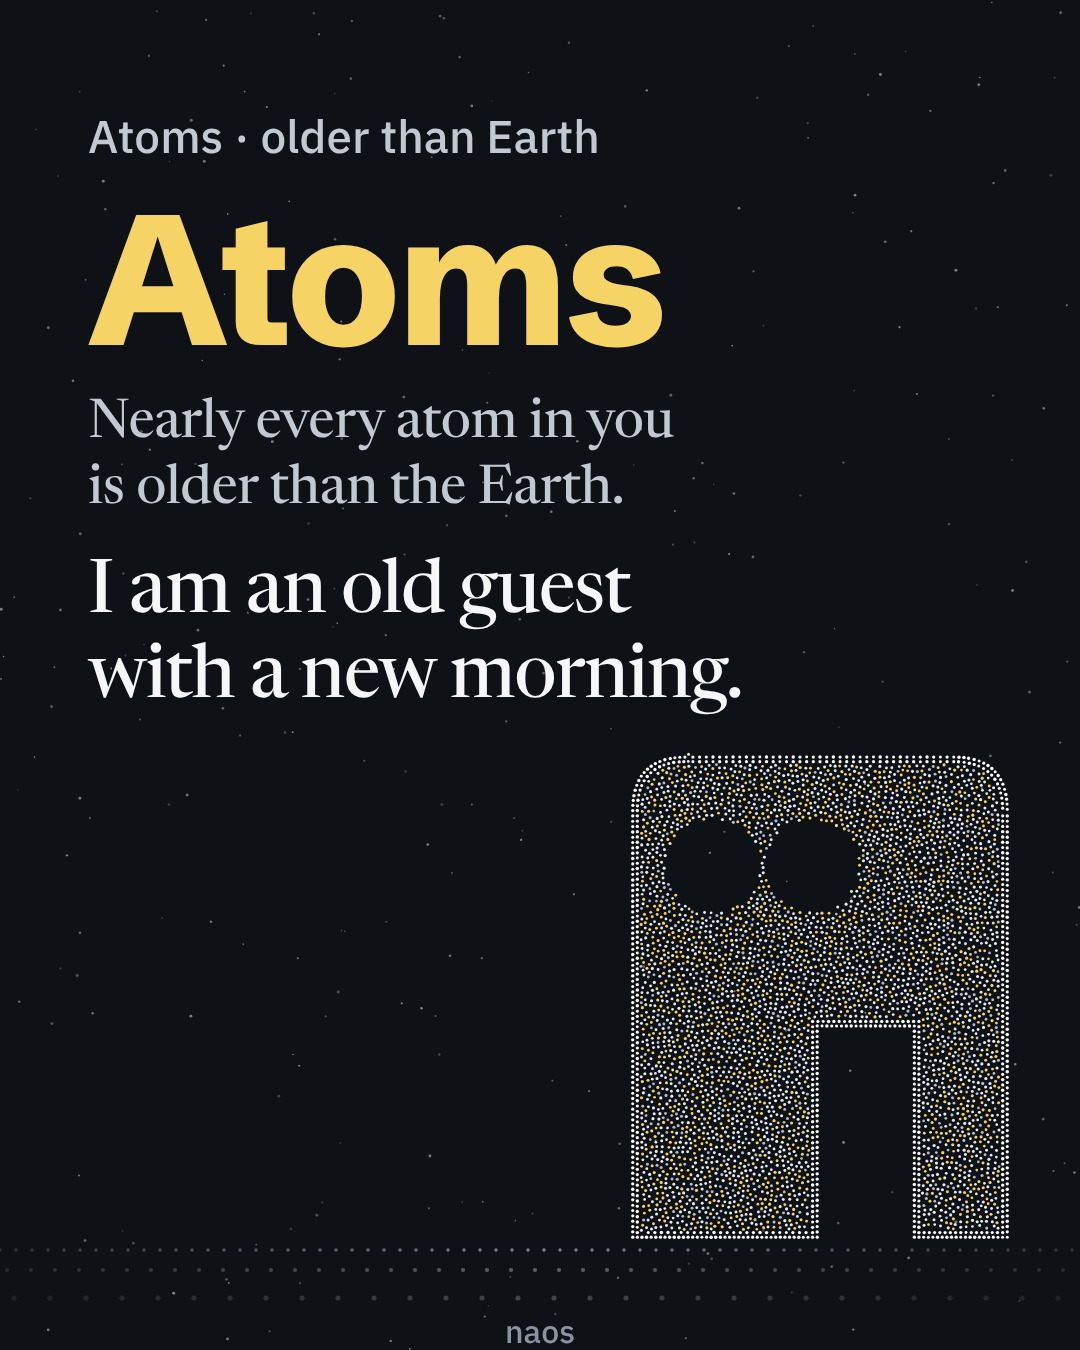 Atoms · older than Earth
Atoms
Nearly every atom in you
is older than the Earth.
I am an old guest
with a new morning.
naos